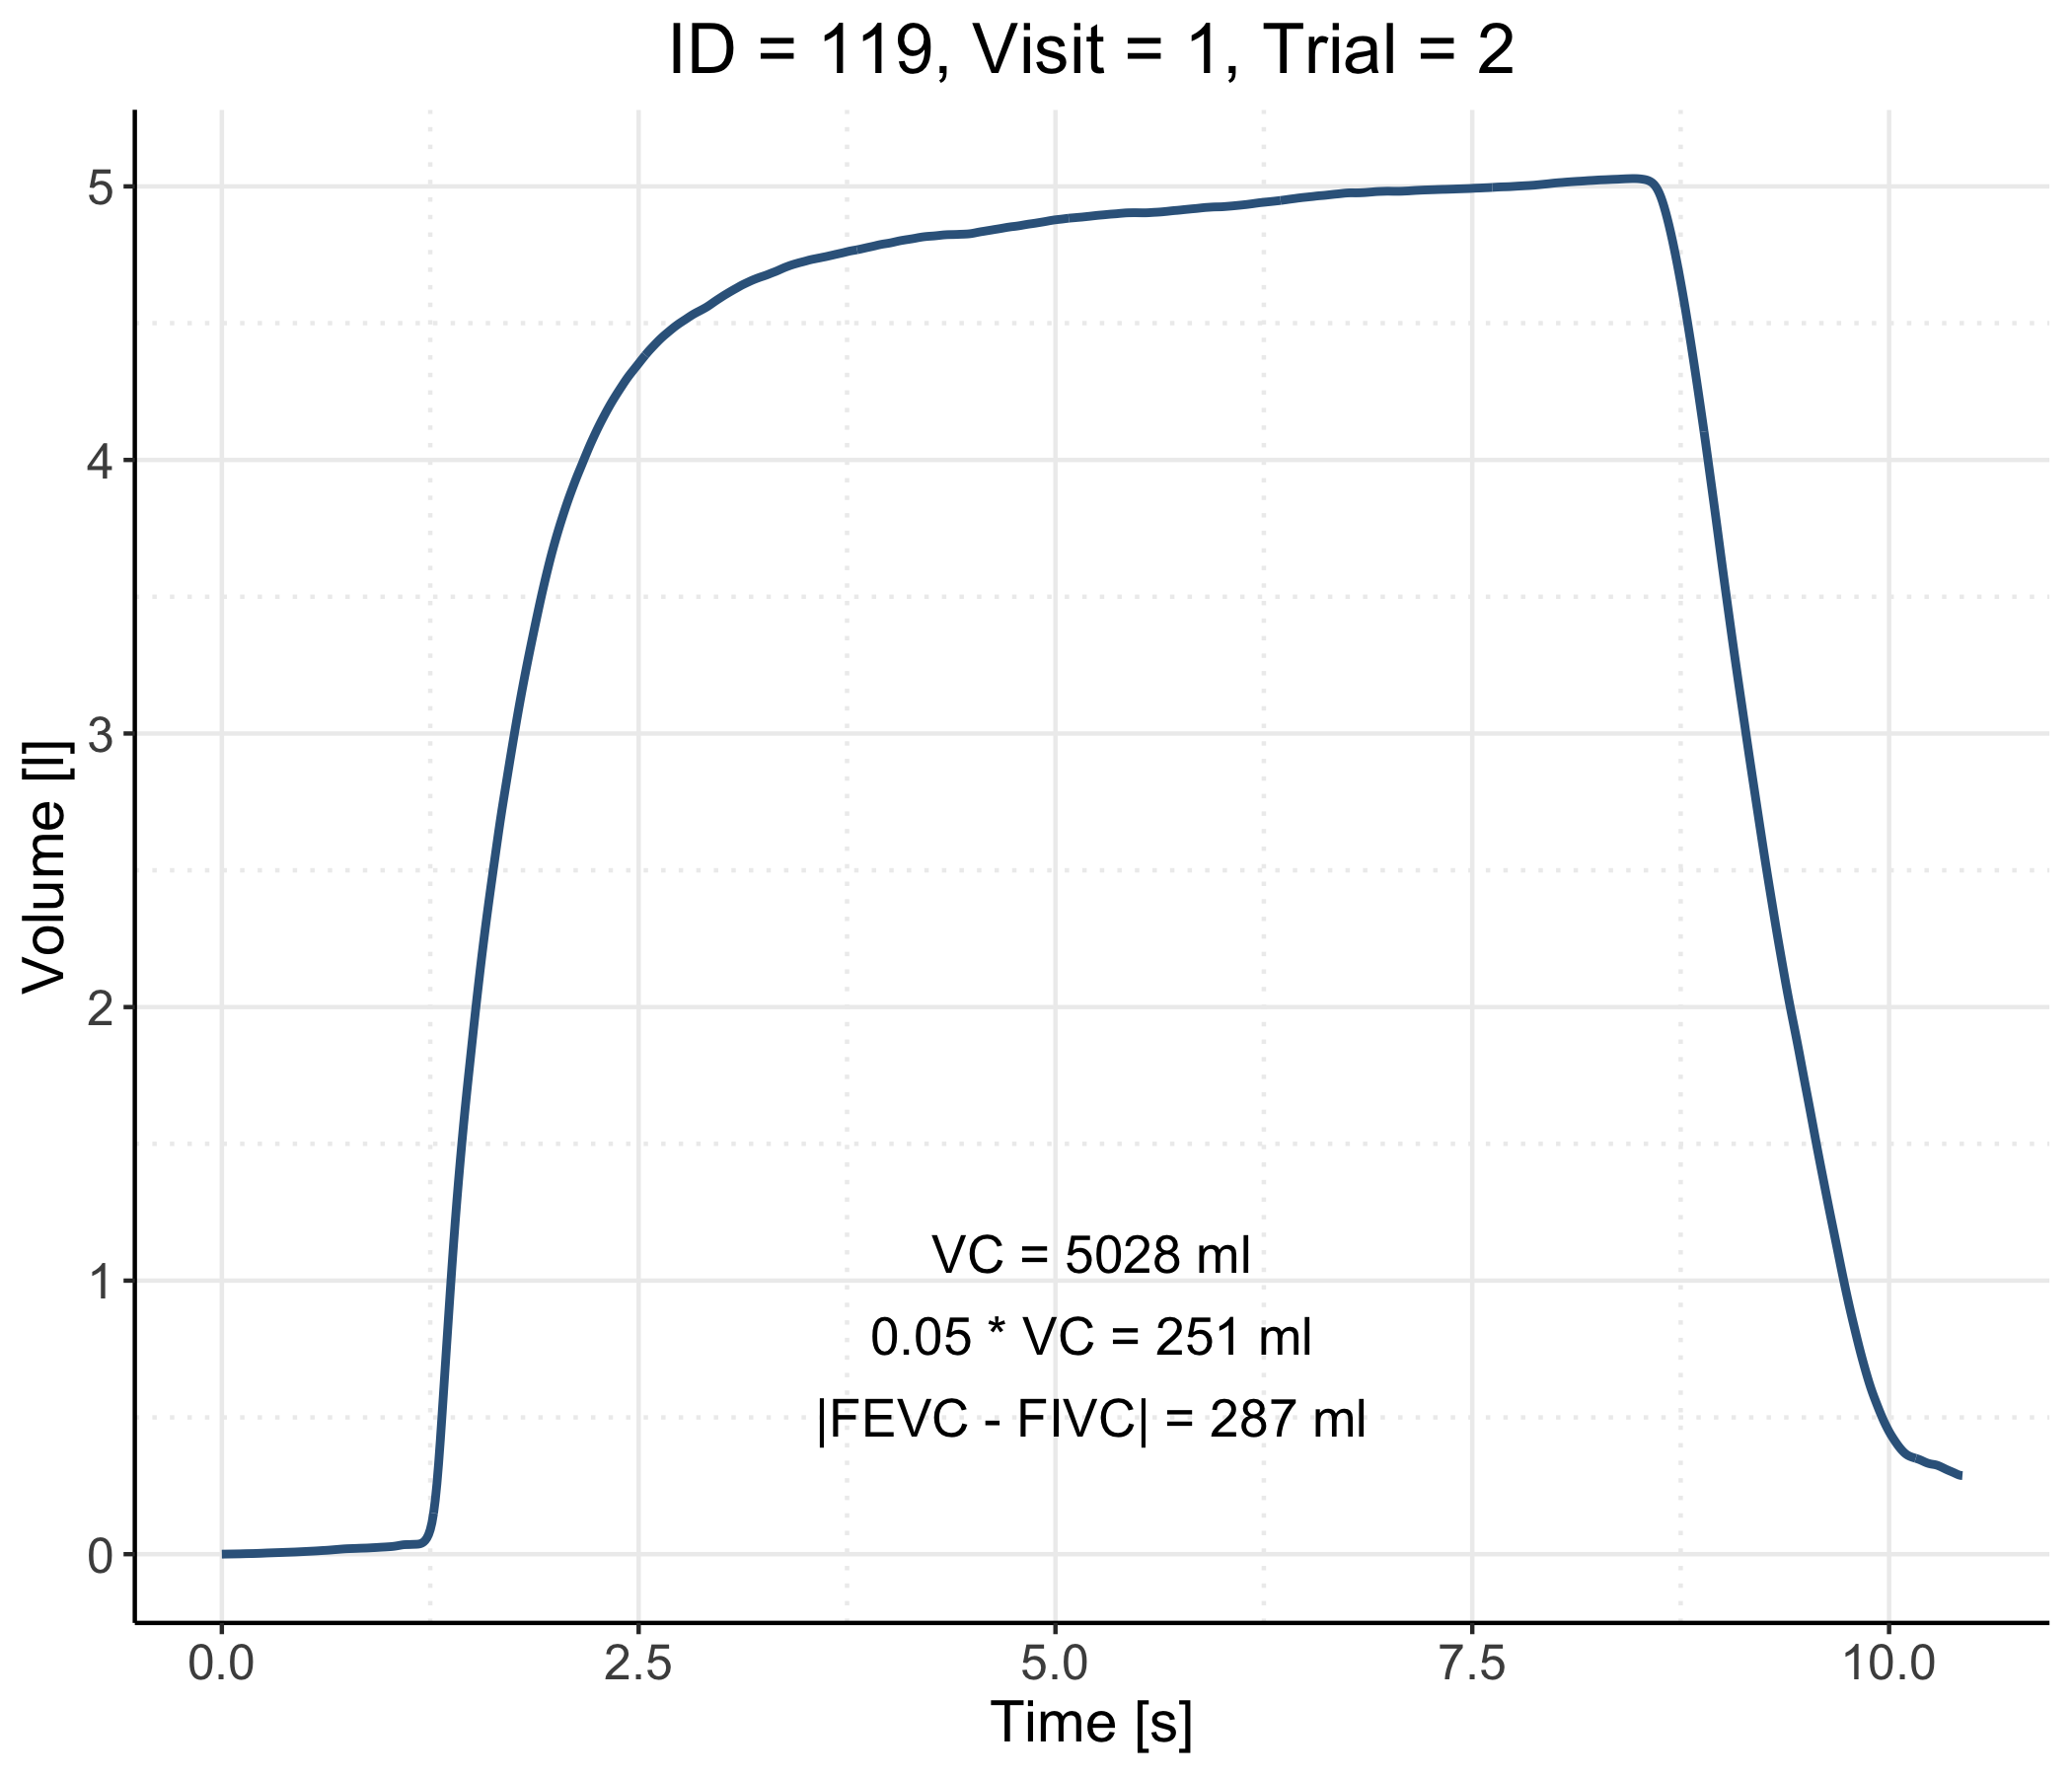 ID = 119, Visit = 1, Trial = 2
5
4
3
2
1
0
Volume [l]
VC = 5028 ml
0.05 * VC = 251 ml
|FEVC - FIVC| = 287 ml
0.0 2.5 5.0 7.5 10.0
Time [s]